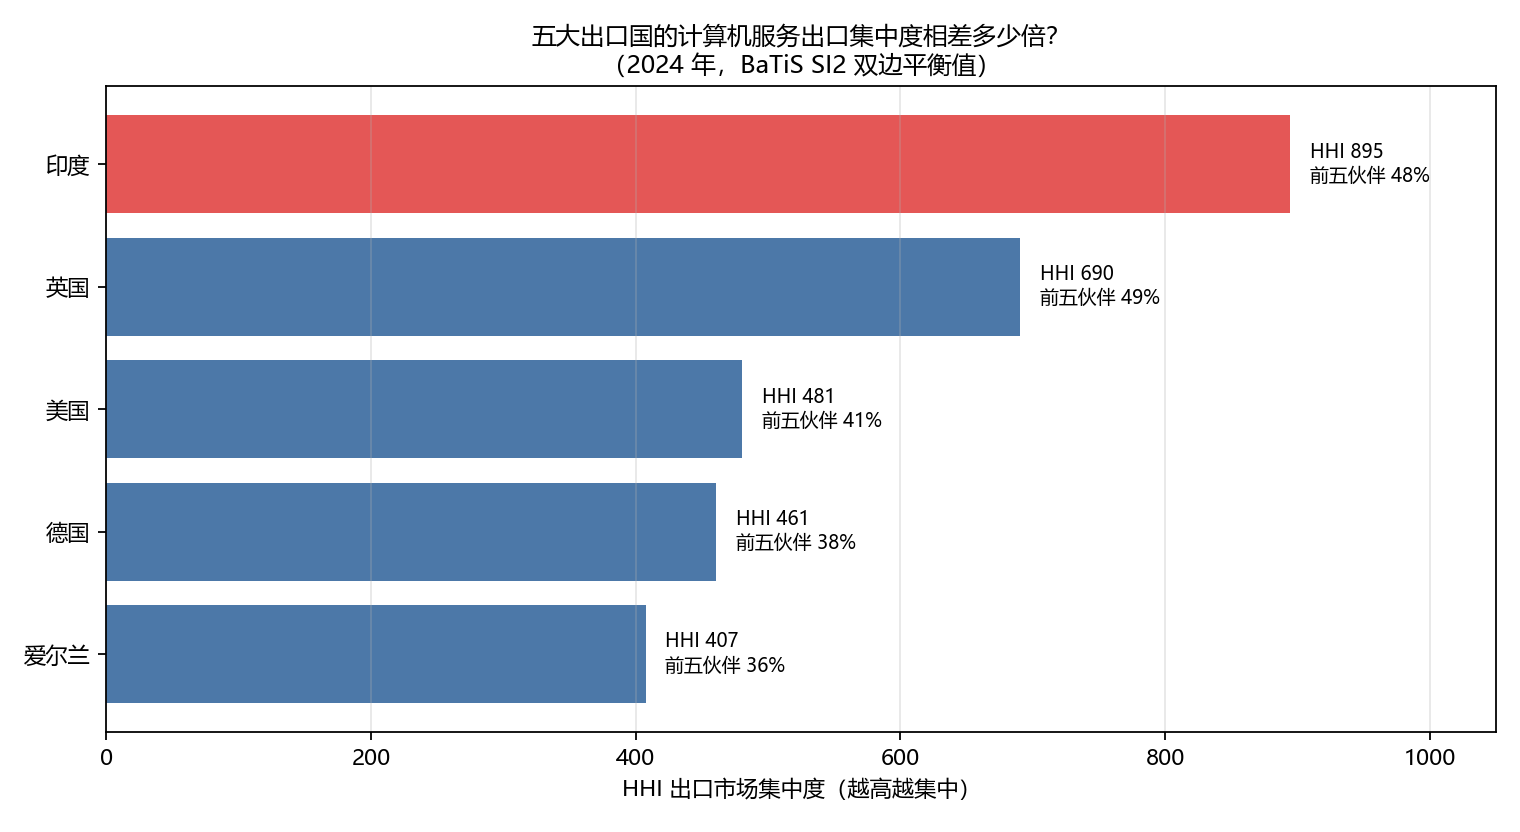 五大出口国的计算机服务出口集中度相差多少倍？
（2024 年，BaTiS SI2 双边平衡值）
印度
HHI 895
前五伙伴 48%
英国
HHI 690
前五伙伴 49%
美国
HHI 481
前五伙伴 41%
德国
HHI 461
前五伙伴 38%
爱尔兰
HHI 407
前五伙伴 36%
0 200 400 600 800 1000
HHI 出口市场集中度（越高越集中）